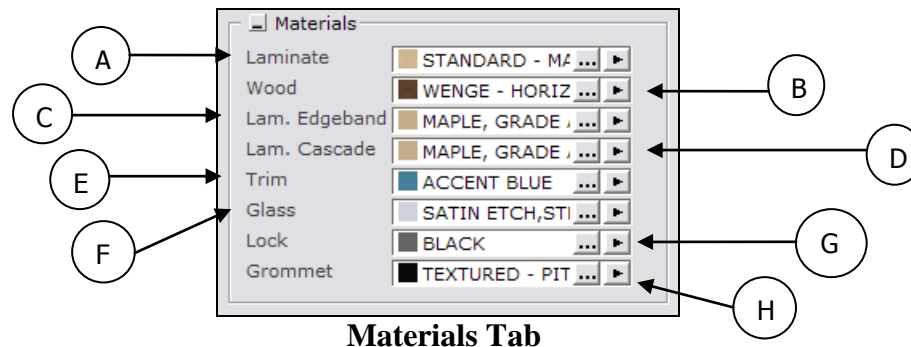 Materials
A Laminate STANDARD - MA ...
Wood WENGE - HORIZ ... B
C Lam. Edgeband MAPLE, GRADE ...
Lam. Cascade MAPLE, GRADE ... D
E Trim ACCENT BLUE ...
F Glass SATIN ETCH,STI ...
Lock BLACK ... G
Grommet TEXTURED - PIT ... H
Materials Tab